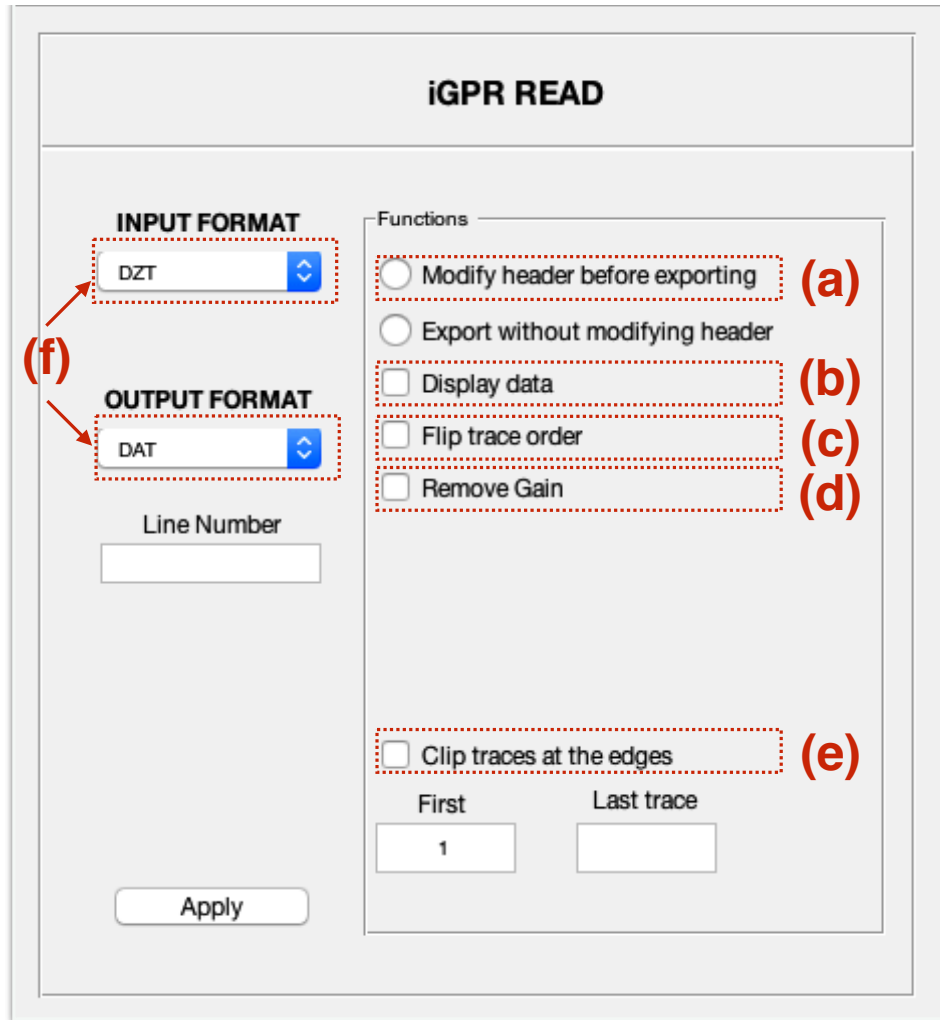 iGPR READ
INPUT FORMAT
DZT
(f)
OUTPUT FORMAT
DAT
Line Number
Apply
Functions
Modify header before exporting (a)
Export without modifying header
Display data (b)
Flip trace order (c)
Remove Gain (d)
Clip traces at the edges (e)
First Last trace
1